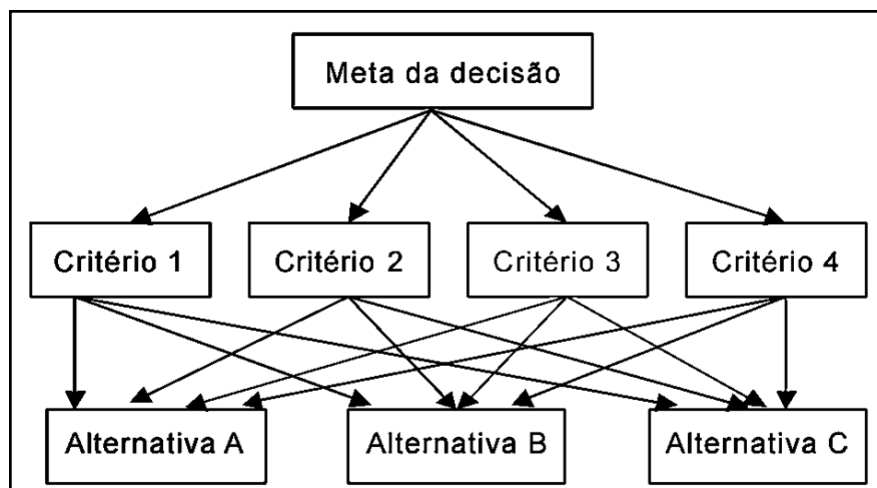 Meta da decisão
Critério 1
Critério 2
Critério 3
Critério 4
Alternativa A
Alternativa B
Alternativa C